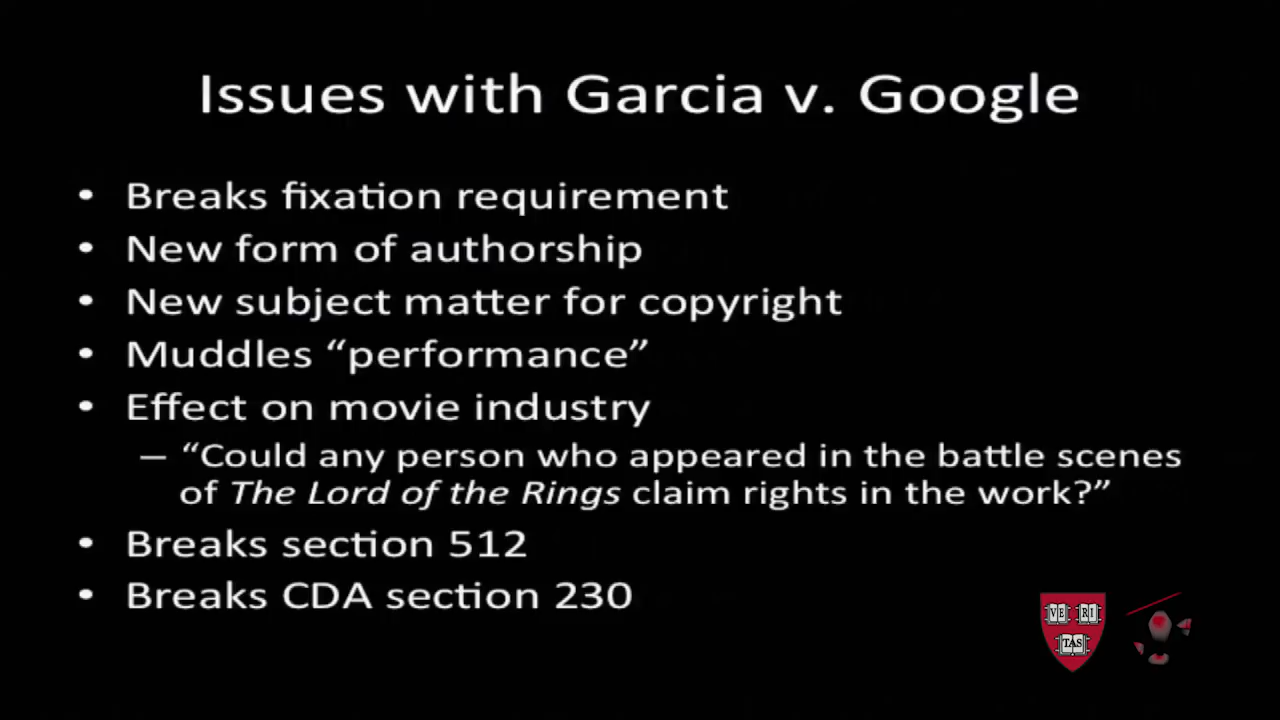 Issues with Garcia v. Google
• Breaks fixation requirement
• New form of authorship
• New subject matter for copyright
• Muddles “performance”
• Effect on movie industry
– “Could any person who appeared in the battle scenes
of The Lord of the Rings claim rights in the work?”
• Breaks section 512
• Breaks CDA section 230
VE RI
TAS